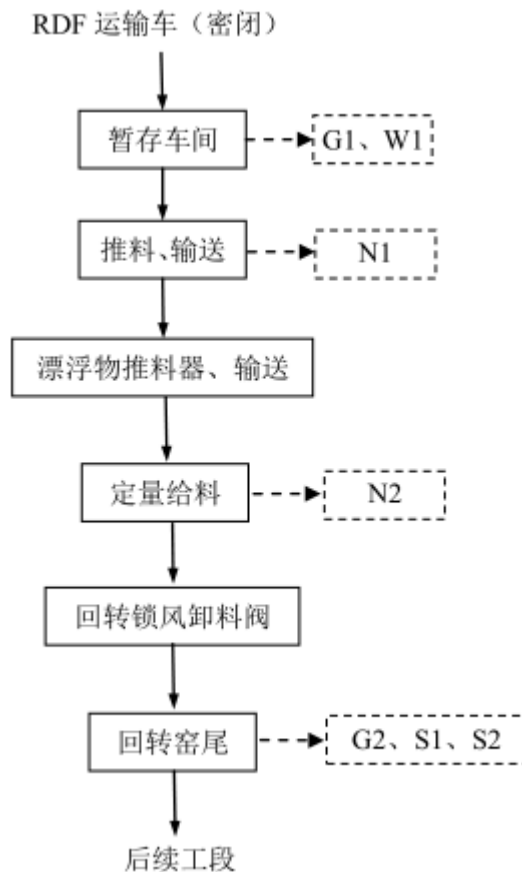 RDF 运输车（密闭）
暂存车间
G1、W1
推料、输送
N1
漂浮物推料器、输送
定量给料
N2
回转锁风卸料阀
回转窑尾
G2、S1、S2
后续工段